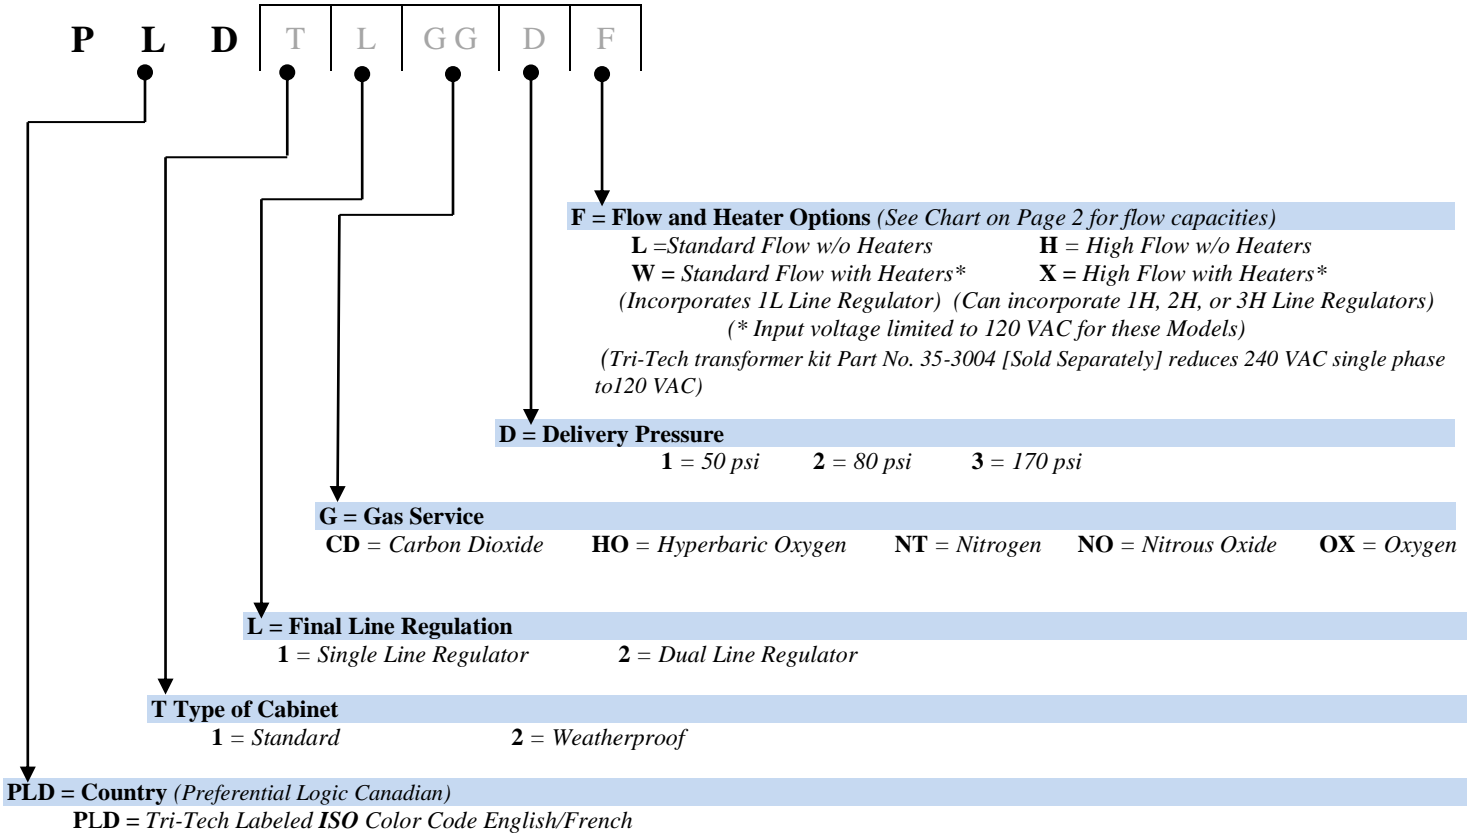 P L D T L G G D F
F = Flow and Heater Options (See Chart on Page 2 for flow capacities)
L =Standard Flow w/o Heaters H = High Flow w/o Heaters
W = Standard Flow with Heaters* X = High Flow with Heaters*
(Incorporates 1L Line Regulator) (Can incorporate 1H, 2H, or 3H Line Regulators)
(* Input voltage limited to 120 VAC for these Models)
(Tri-Tech transformer kit Part No. 35-3004 [Sold Separately] reduces 240 VAC single phase
to120 VAC)
D = Delivery Pressure
1 = 50 psi 2 = 80 psi 3 = 170 psi
G = Gas Service
CD = Carbon Dioxide HO = Hyperbaric Oxygen NT = Nitrogen NO = Nitrous Oxide OX = Oxygen
L = Final Line Regulation
1 = Single Line Regulator 2 = Dual Line Regulator
T Type of Cabinet
1 = Standard 2 = Weatherproof
PLD = Country (Preferential Logic Canadian)
PLD = Tri-Tech Labeled ISO Color Code English/French